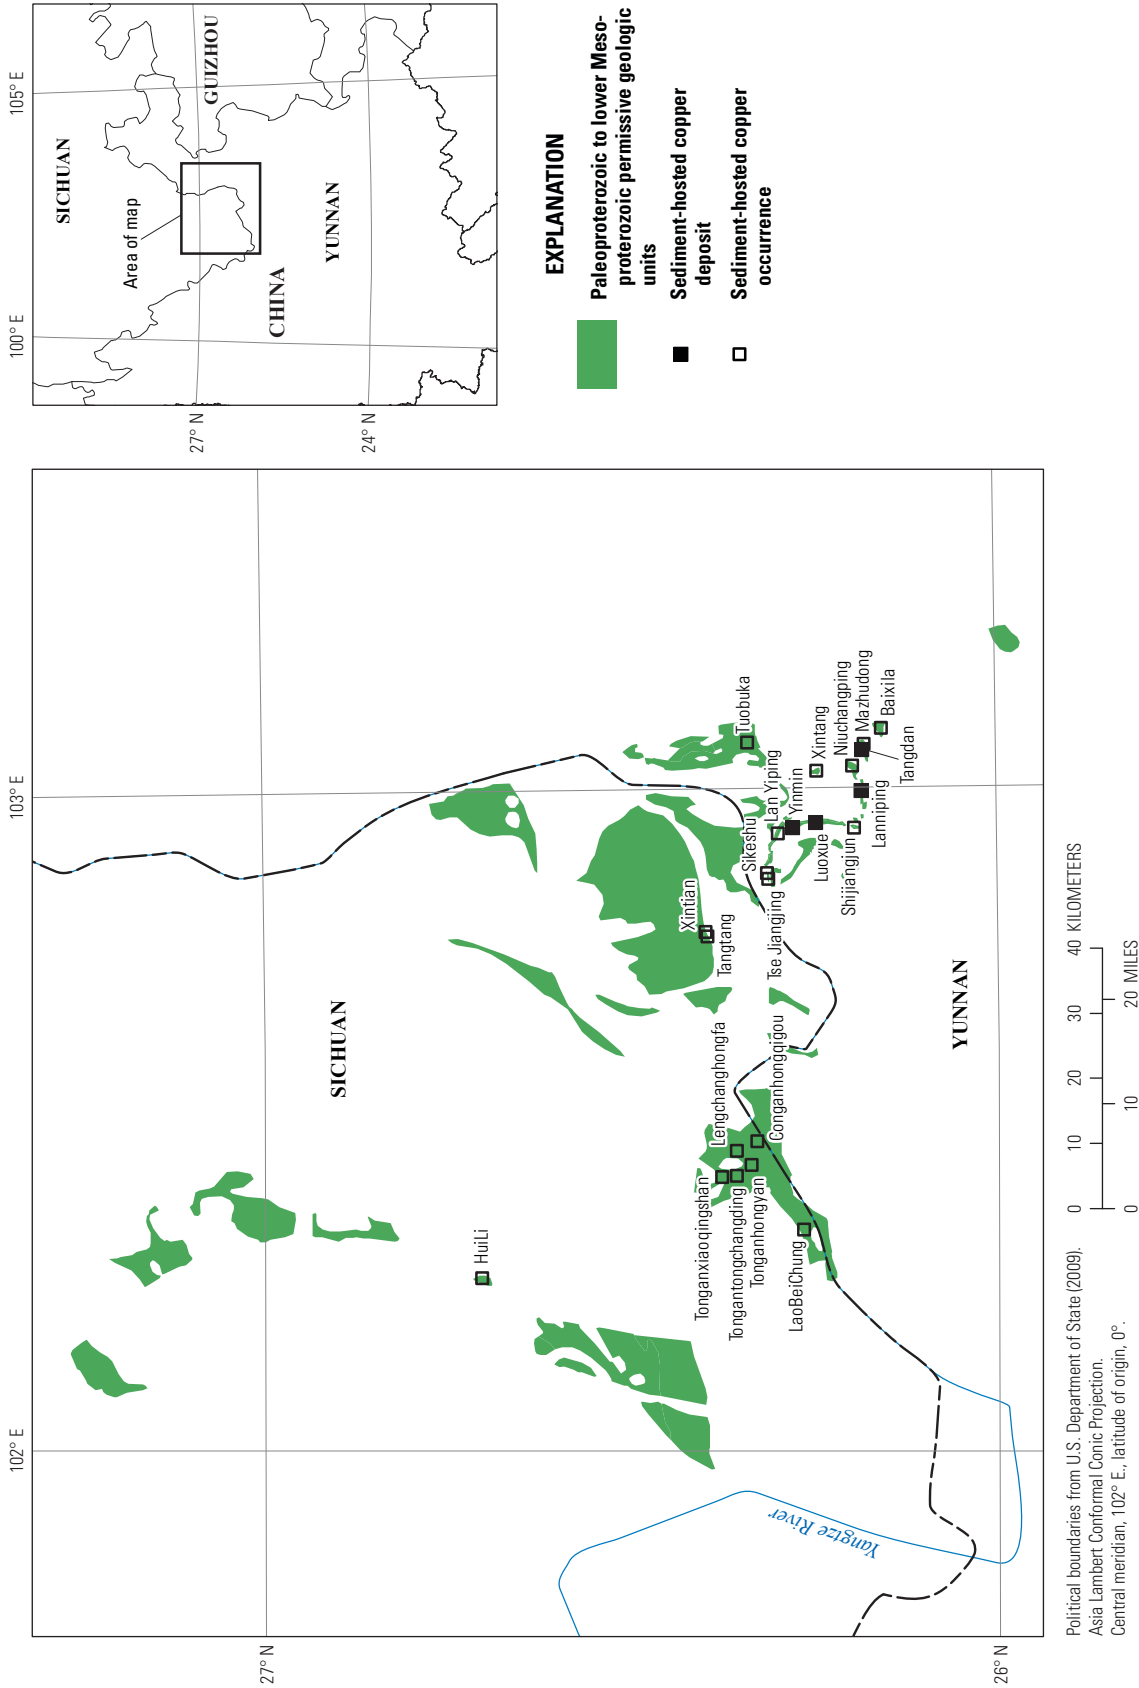 102° E
103° E
27° N
26° N
SICHUAN
YUNNAN
HuiLi
Tonganxiaoqingshan
Tongantongchangding
Tonganhongyan
LaoBeiChung
Lengchanghongfa
Conganhongqigou
Xintian
Tangtang
Sikeshu
Tse Jiangjing
Lan Yiping
Yinmin
Luoxue
Shijiangjun
Lanniping
Tuobuka
Xintang
Niuchangping
Mazhudong
Tangdan
Baixila
Yangtze River
100° E
105° E
27° N
24° N
SICHUAN
GUIZHOU
Area of map
YUNNAN
CHINA
EXPLANATION
Paleoproterozoic to lower Meso-
proterozoic permissive geologic
units
Sediment-hosted copper
deposit
Sediment-hosted copper
occurrence
Political boundaries from U.S. Department of State (2009).
Asia Lambert Conformal Conic Projection.
Central meridian, 102° E., latitude of origin, 0°.
0 10 20 30 40 KILOMETERS
0 10 20 MILES